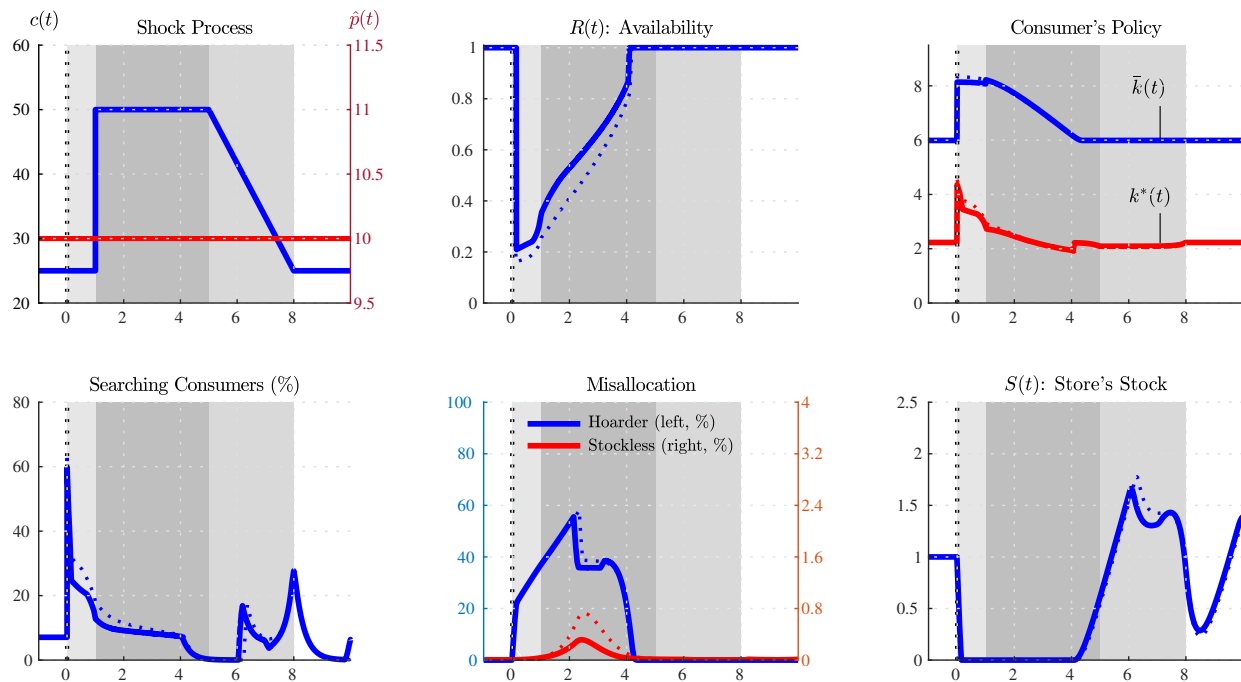 c(t) Shock Process p̂(t)
60 11.5
50 11
40 10.5
30 10
20 9.5
0 2 4 6 8
R(t): Availability
1
0.8
0.6
0.4
0.2
0
0 2 4 6 8
Consumer's Policy
8
6
4
2
0
k̄(t)
k*(t)
0 2 4 6 8
Searching Consumers (%)
80
60
40
20
0
0 2 4 6 8
Misallocation
100 4
80 3.2
60 2.4
40 1.6
20 0.8
0 0
Hoarder (left, %)
Stockless (right, %)
0 2 4 6 8
S(t): Store's Stock
2.5
2
1.5
1
0.5
0
0 2 4 6 8